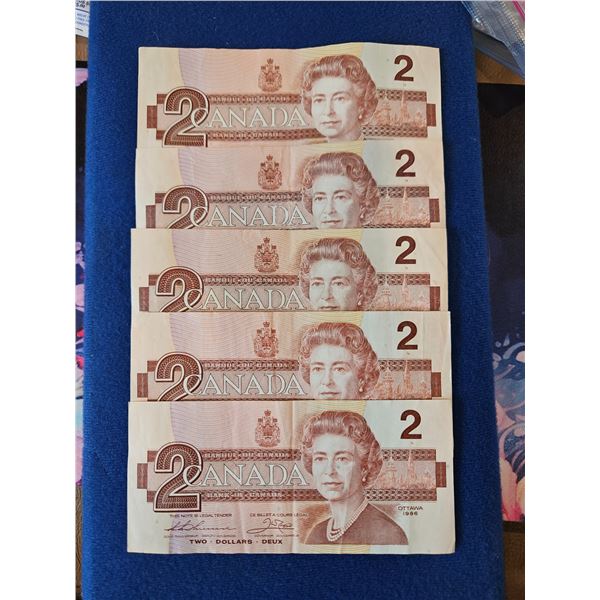 2
BANQUE DU CANADA
2 CANADA
BANK OF CANADA
2
BANQUE DU CANADA
2 CANADA
2
BANQUE DU CANADA
2 CANADA
2
BANQUE DU CANADA
2 CANADA
2
BANQUE DU CANADA
2 CANADA
BANK OF CANADA
THIS NOTE IS LEGAL TENDER CE BILLET A COURS LÉGAL
OTTAWA
1986
TWO · DOLLARS · DEUX